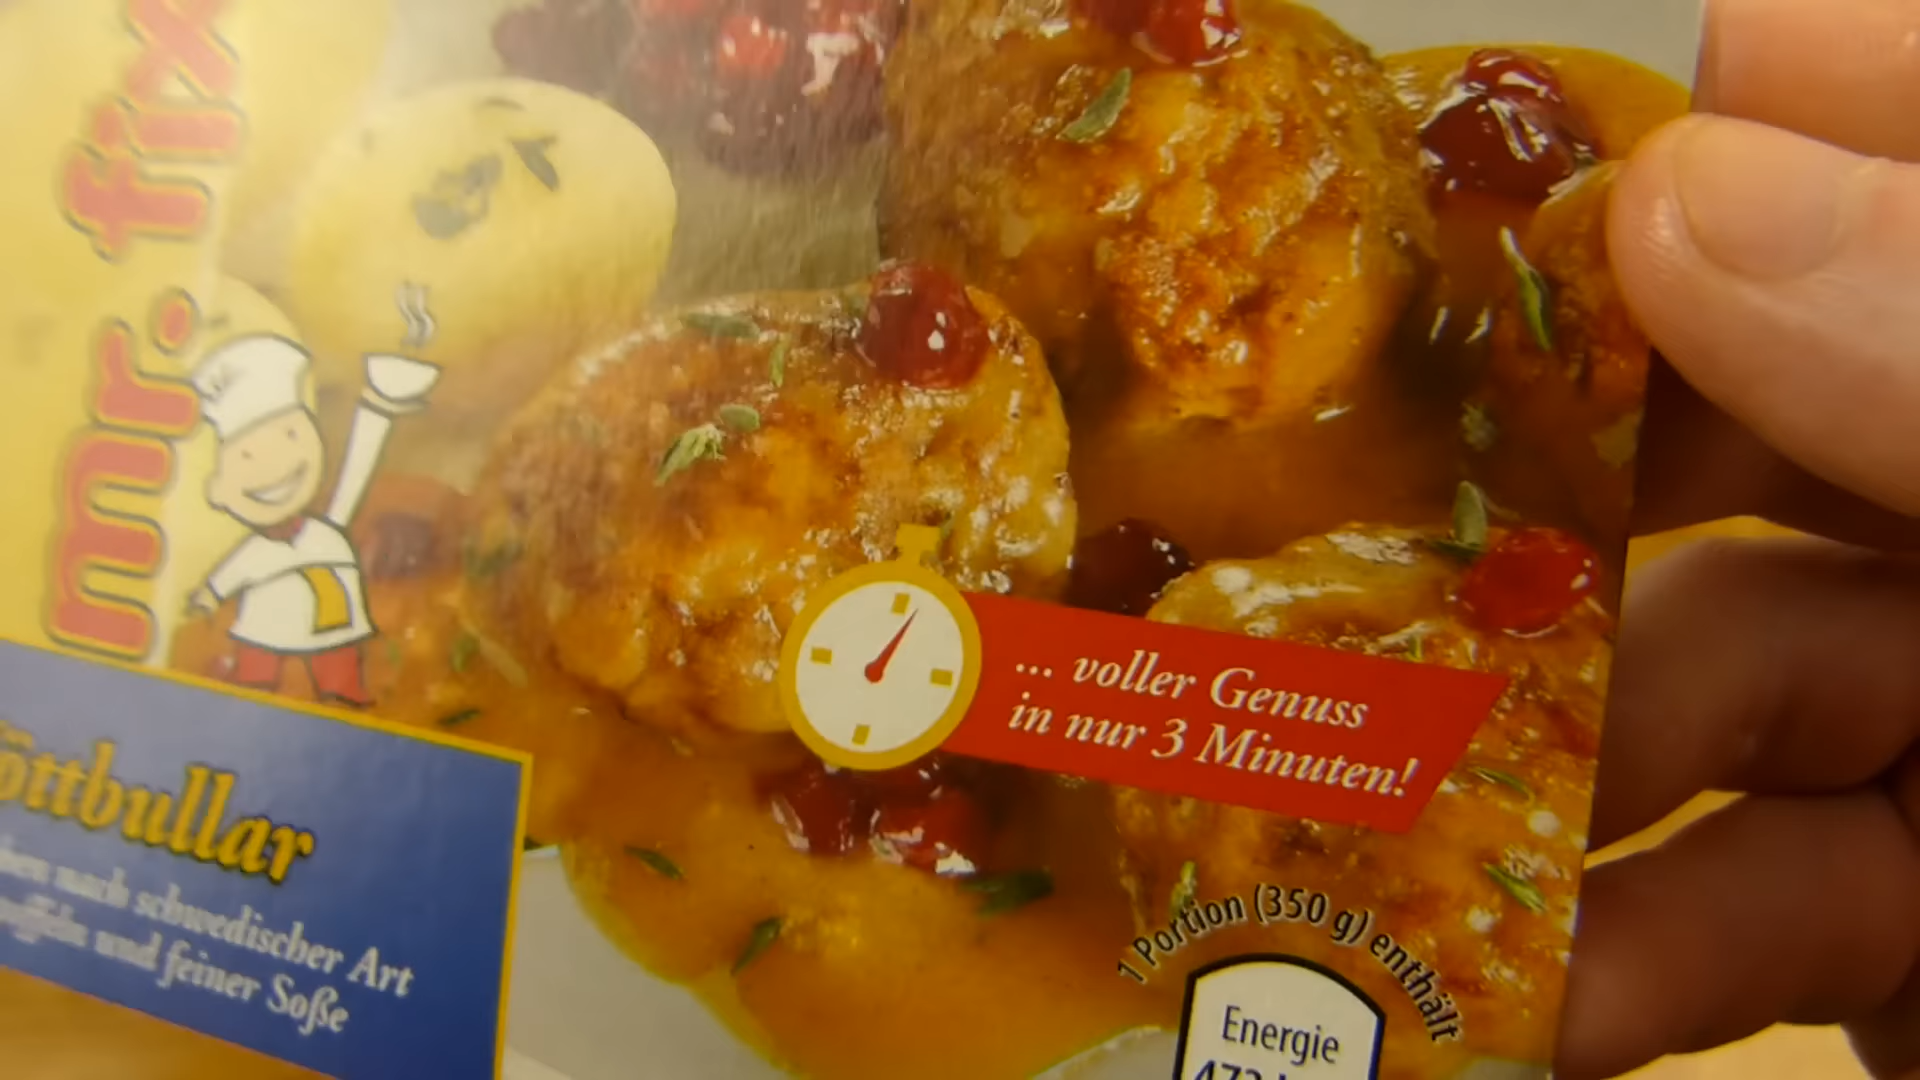 mr. fix
öttbullar
nach schwedischer Art
und feiner Soße
... voller Genuss
in nur 3 Minuten!
1 Portion (350 g) enthält
Energie